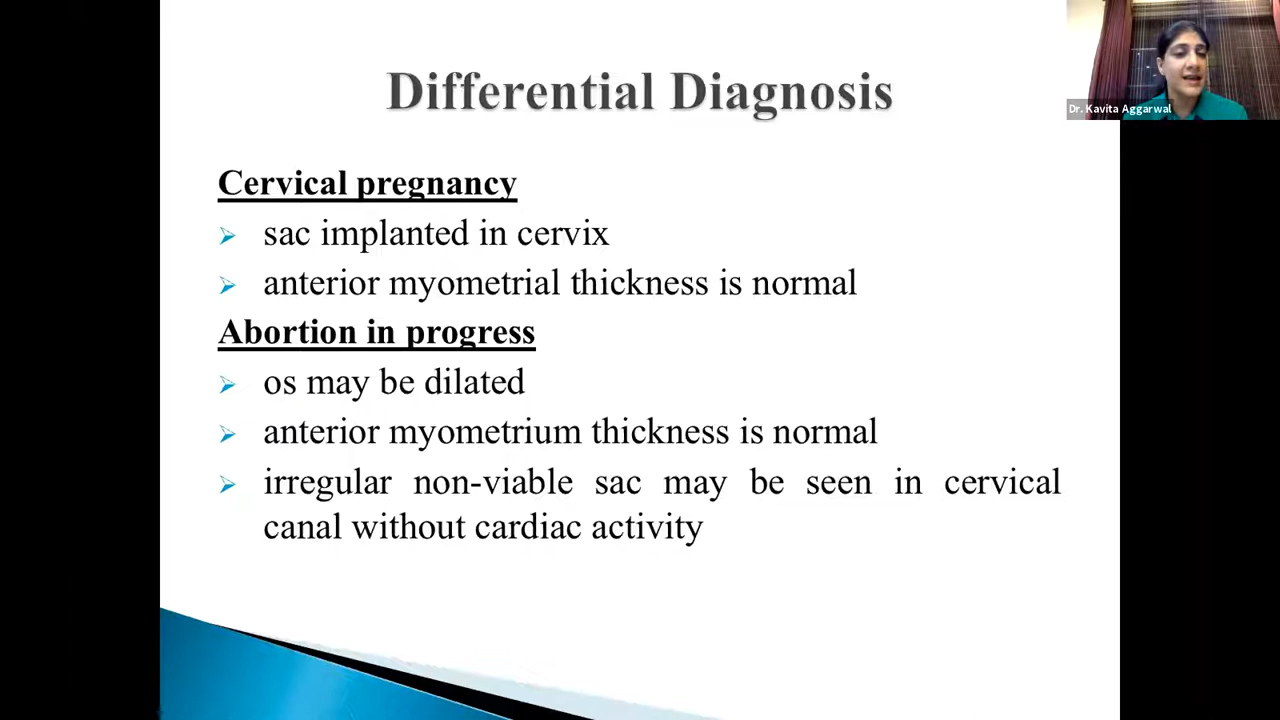 Differential Diagnosis
Dr. Kavita Aggarwal
Cervical pregnancy
sac implanted in cervix
anterior myometrial thickness is normal
Abortion in progress
os may be dilated
anterior myometrium thickness is normal
irregular non-viable sac may be seen in cervical
canal without cardiac activity